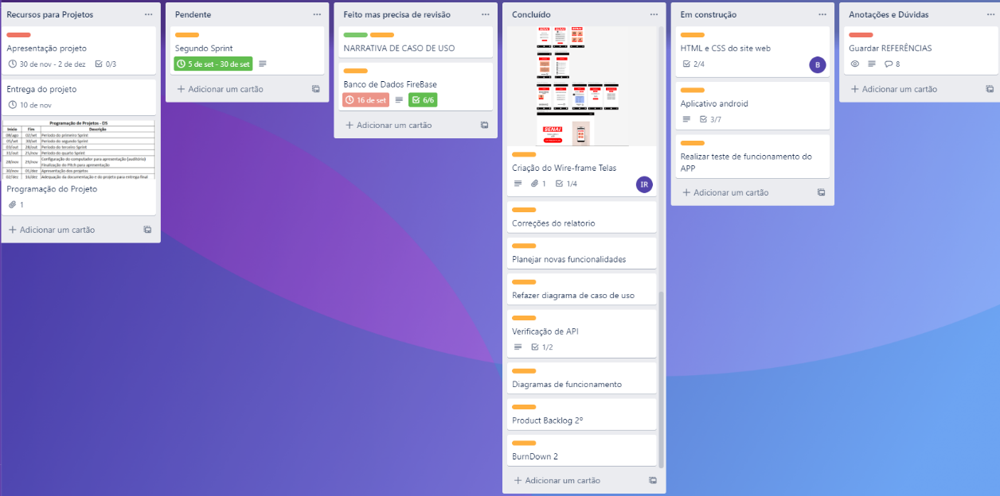 Recursos para Projetos
Apresentação projeto
30 de nov - 2 de dez 0/3
Entrega do projeto
10 de nov
Programação de Projetos - DS
Início Fim Descrição
08/ago 02/set Período do primeiro Sprint
05/set 30/set Período do segundo Sprint
03/out 28/out Período do terceiro Sprint
31/out 25/nov Período do quarto Sprint
28/nov 29/nov Configuração do computador para apresentação (auditório)
Finalização do Pitch para apresentação
30/nov 01/dez Apresentação dos projetos
02/dez 16/dez Adequação da documentação e do projeto para entrega final
Programação do Projeto
1
+ Adicionar um cartão
Pendente
Segundo Sprint
5 de set - 30 de set
+ Adicionar um cartão
Feito mas precisa de revisão
NARRATIVA DE CASO DE USO
Banco de Dados FireBase
16 de set 6/6
+ Adicionar um cartão
Concluído
SENAI
Criação do Wire-frame Telas
1 1/4
IR
Correções do relatorio
Planejar novas funcionalidades
Refazer diagrama de caso de uso
Verificação de API
1/2
Diagramas de funcionamento
Product Backlog 2º
BurnDown 2
+ Adicionar um cartão
Em construção
HTML e CSS do site web
2/4
B
Aplicativo android
3/7
Realizar teste de funcionamento do
APP
+ Adicionar um cartão
Anotações e Dúvidas
Guardar REFERÊNCIAS
8
+ Adicionar um cartão